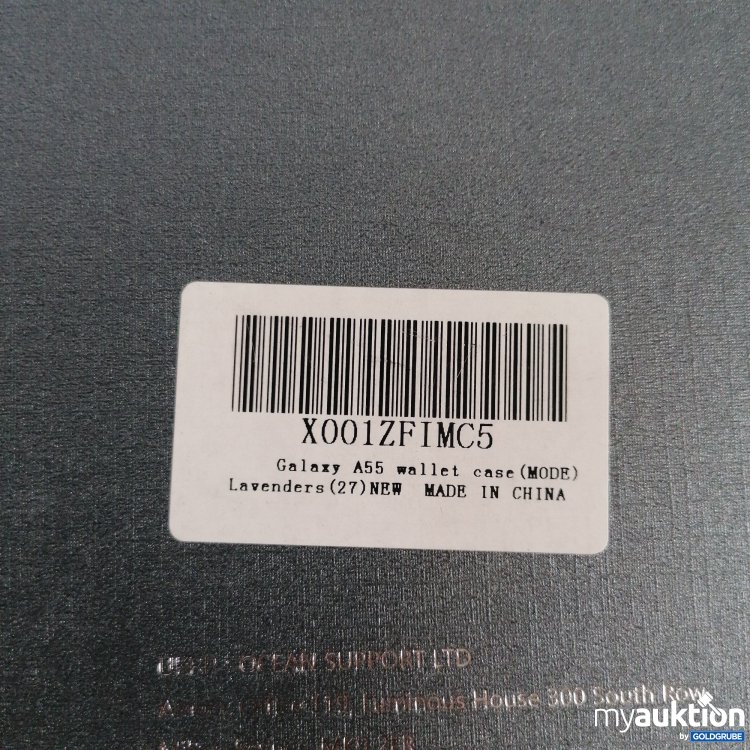 X001ZFIMC5
Galaxy A55 wallet case(MODE)
Lavenders(27)NEW MADE IN CHINA
OCEAN SUPPORT LTD
Luminous House 300 South Row
myauktion
by GOLDGRUBE